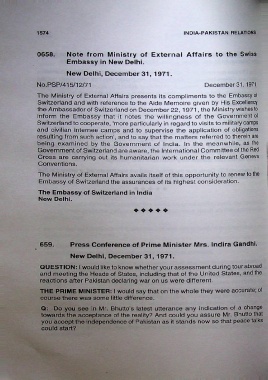 1574 INDIA-PAKISTAN RELATIONS
0658. Note from Ministry of External Affairs to the Swiss
Embassy in New Delhi.
New Delhi, December 31, 1971.
No.PSP/415/12/71 December 31, 1971
The Ministry of External Affairs presents its compliments to the Embassy of
Switzerland and with reference to the Aide Memoire given by His Excellency
the Ambassador of Switzerland on December 22, 1971, the Ministry wishes to
inform the Embassy that it notes the willingness of the Government of
Switzerland to cooperate, 'more particularly in regard to visits to military camps
and civilian internee camps and to supervise the application of obligations
resulting from such action', and to say that the matters referred to therein are
being examined by the Government of India. In the meanwhile, as the
Government of Switzerland are aware, the International Committee of the Red
Cross are carrying out its humanitarian work under the relevant Geneva
Conventions.
The Ministry of External Affairs avails itself of this opportunity to renew to the
Embassy of Switzerland the assurances of its highest consideration.
The Embassy of Switzerland in India
New Delhi.
♦ ♦ ♦ ♦ ♦
659. Press Conference of Prime Minister Mrs. Indira Gandhi.
New Delhi, December 31, 1971.
QUESTION: I would like to know whether your assessment during tour abroad
and meeting the Heads of States, including that of the United States, and the
reactions after Pakistan declaring war on us were different.
THE PRIME MINISTER: I would say that on the whole they were accurate; of
course there was some little difference.
Q: Do you see in Mr. Bhutto's latest utterance any indication of a change
towards the acceptance of the reality? And could you assure Mr. Bhutto that
you accept the independence of Pakistan as it stands now so that peace talks
could start?